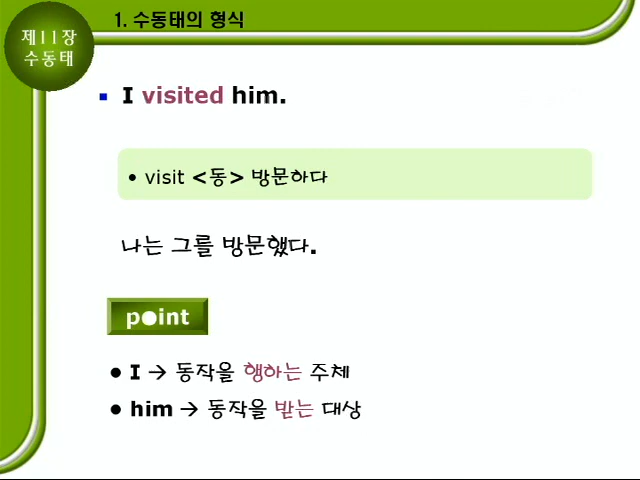 1. 수동태의 형식
제11장
수동태
I visited him.
• visit <동> 방문하다
나는 그를 방문했다.
point
● I → 동작을 행하는 주체
● him → 동작을 받는 대상